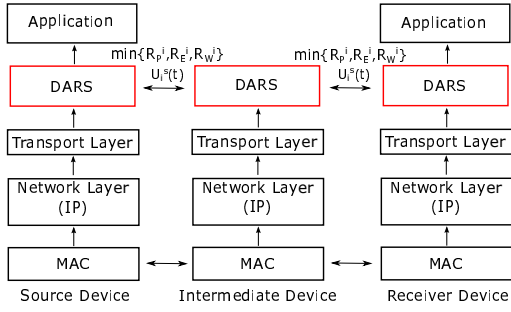 Application Application
min{R_P^i,R_E^i,R_W^i} min{R_P^i,R_E^i,R_W^i}
U_i^s(t) U_i^s(t)
DARS DARS DARS
Transport Layer Transport Layer Transport Layer
Network Layer Network Layer Network Layer
(IP) (IP) (IP)
MAC MAC MAC
Source Device Intermediate Device Receiver Device